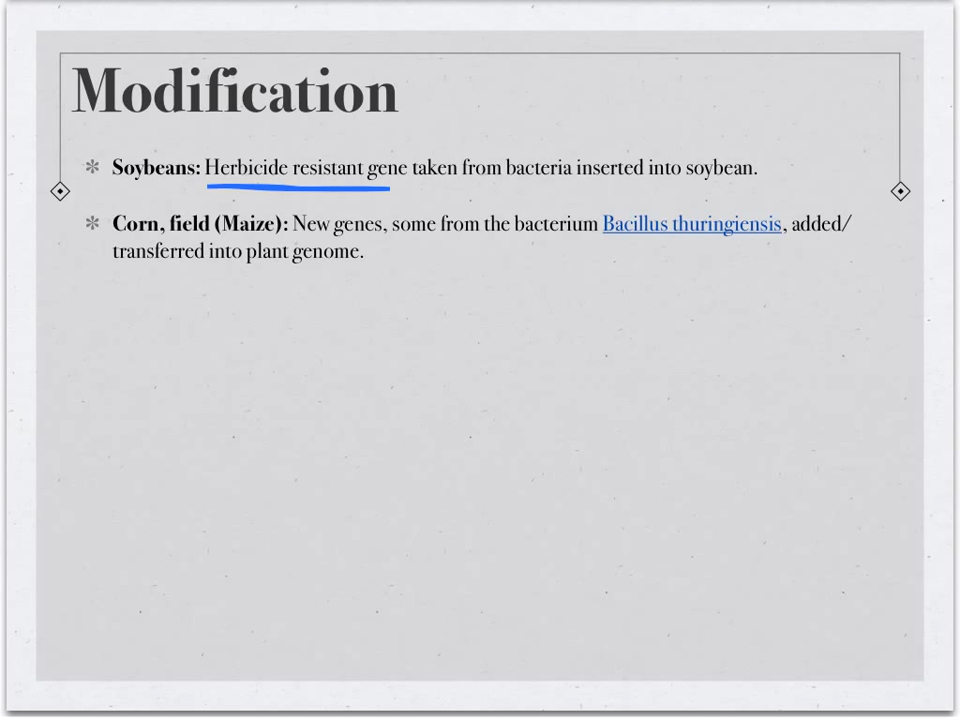 Modification
Soybeans: Herbicide resistant gene taken from bacteria inserted into soybean.
Corn, field (Maize): New genes, some from the bacterium Bacillus thuringiensis, added/
transferred into plant genome.